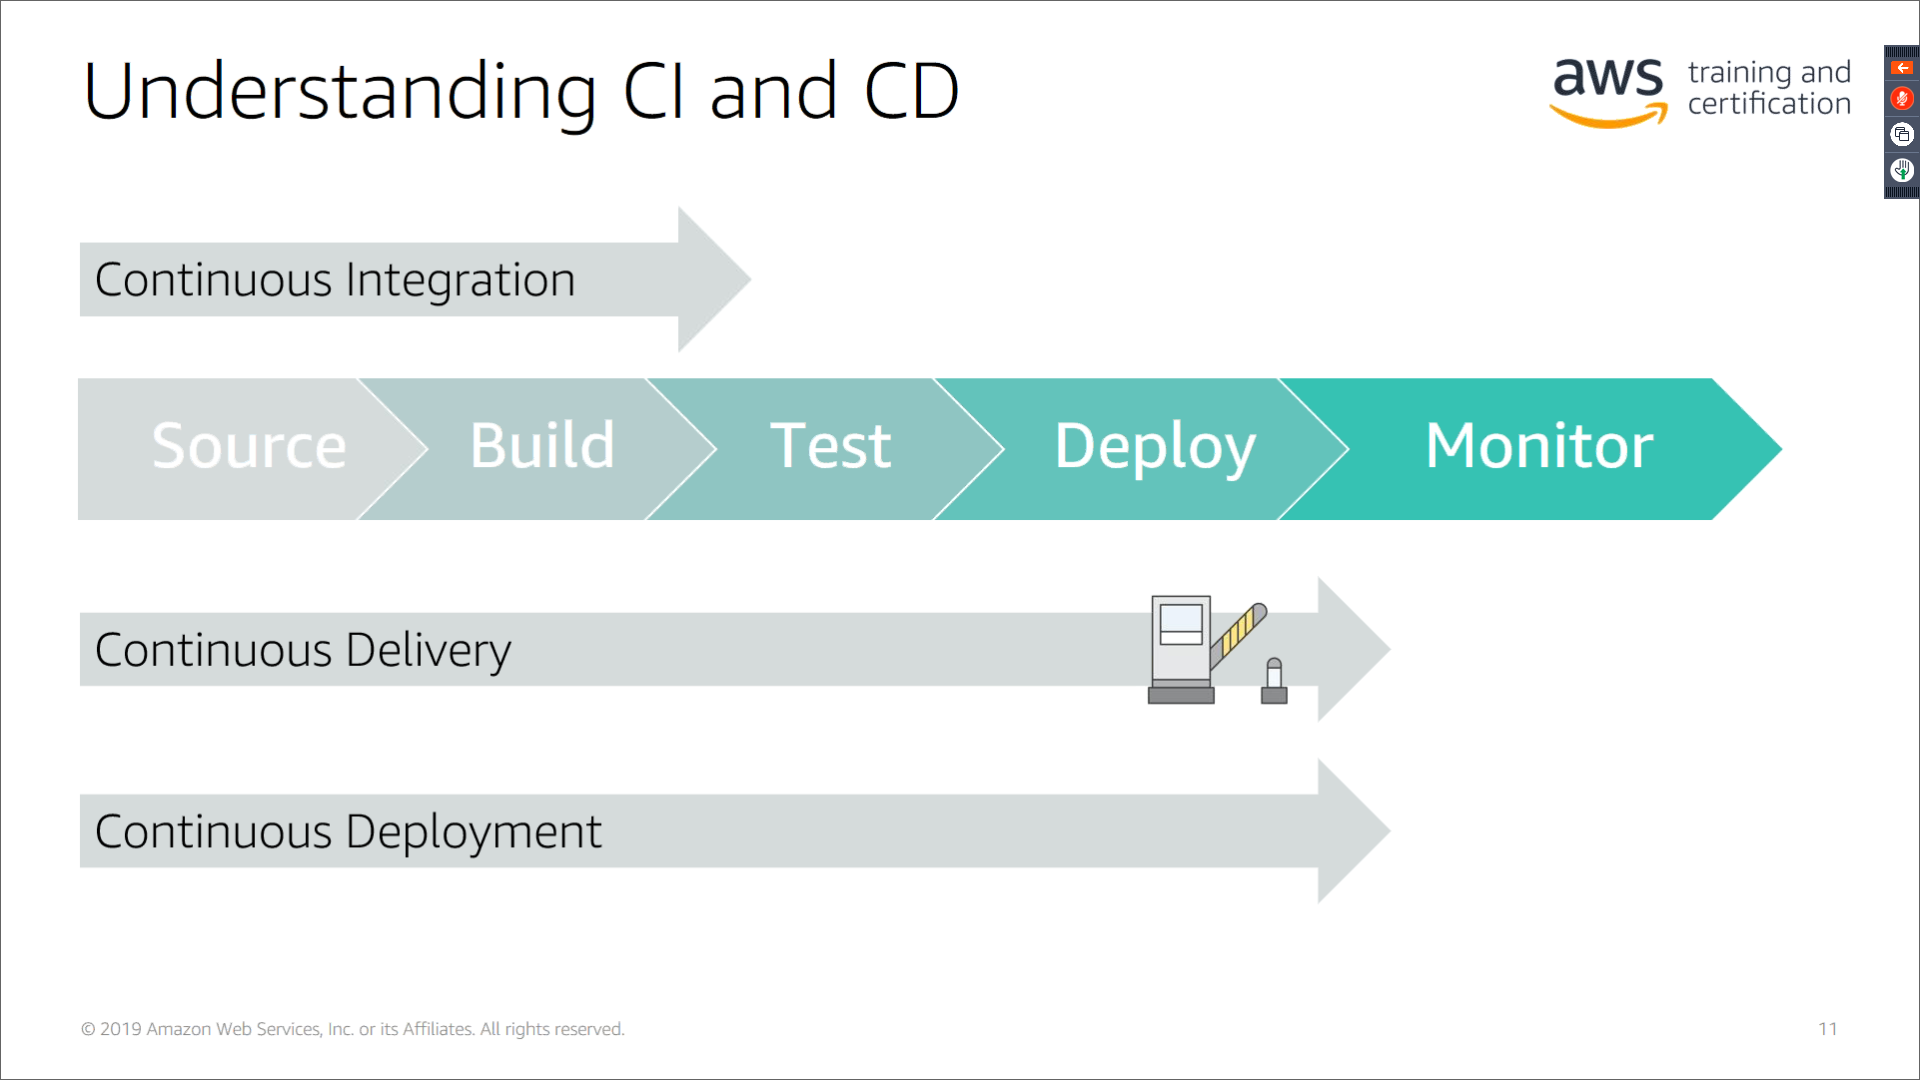 Understanding CI and CD
aws training and
certification
Continuous Integration
Source Build Test Deploy Monitor
Continuous Delivery
Continuous Deployment
© 2019 Amazon Web Services, Inc. or its Affiliates. All rights reserved.
11